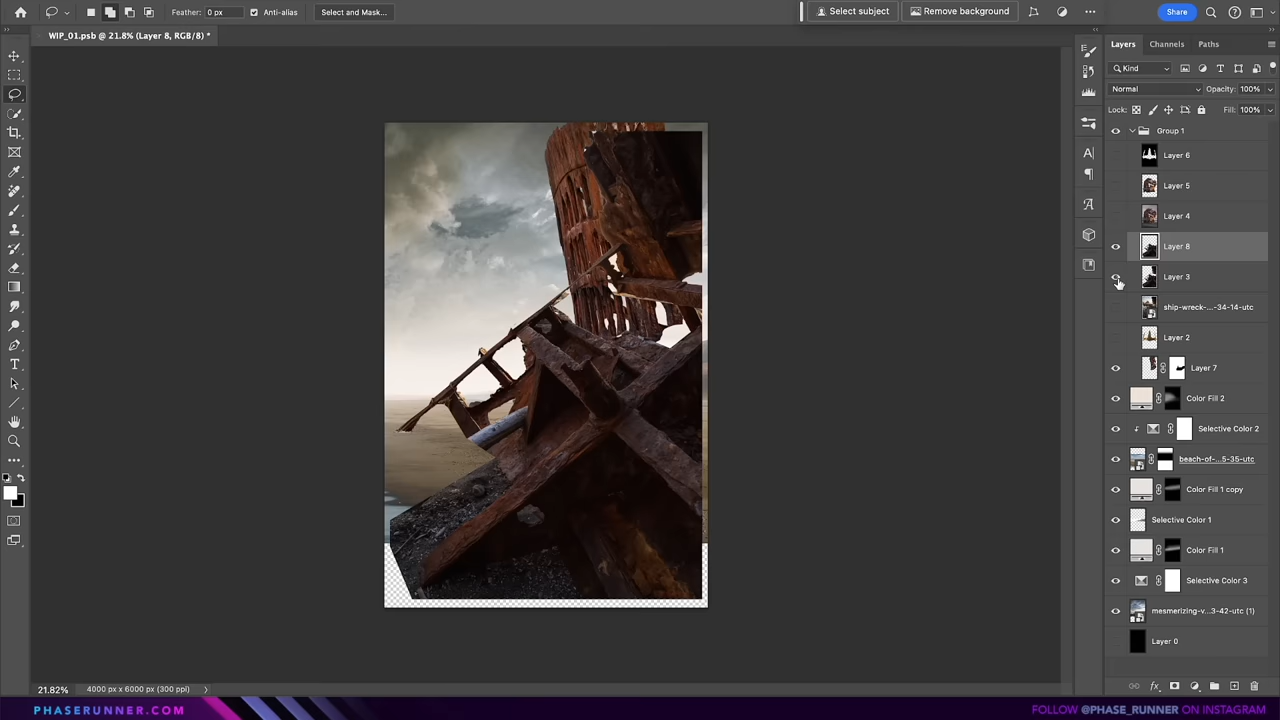 Feather: 0 px Anti-alias Select and Mask... Select subject Remove background Share
WIP_01.psb @ 21.8% (Layer 8, RGB/8) *
Layers Channels Paths
Kind
Normal Opacity: 100%
Lock: Fill: 100%
Group 1
Layer 6
Layer 5
Layer 4
Layer 8
Layer 3
ship-wreck-...-34-14-utc
Layer 2
Layer 7
Color Fill 2
Selective Color 2
beach-of-...5-35-utc
Color Fill 1 copy
Selective Color 1
Color Fill 1
Selective Color 3
mesmerizing-v...3-42-utc (1)
Layer 0
21.82% 4000 px x 6000 px (300 ppi)
PHASERUNNER.COM FOLLOW @PHASE_RUNNER ON INSTAGRAM